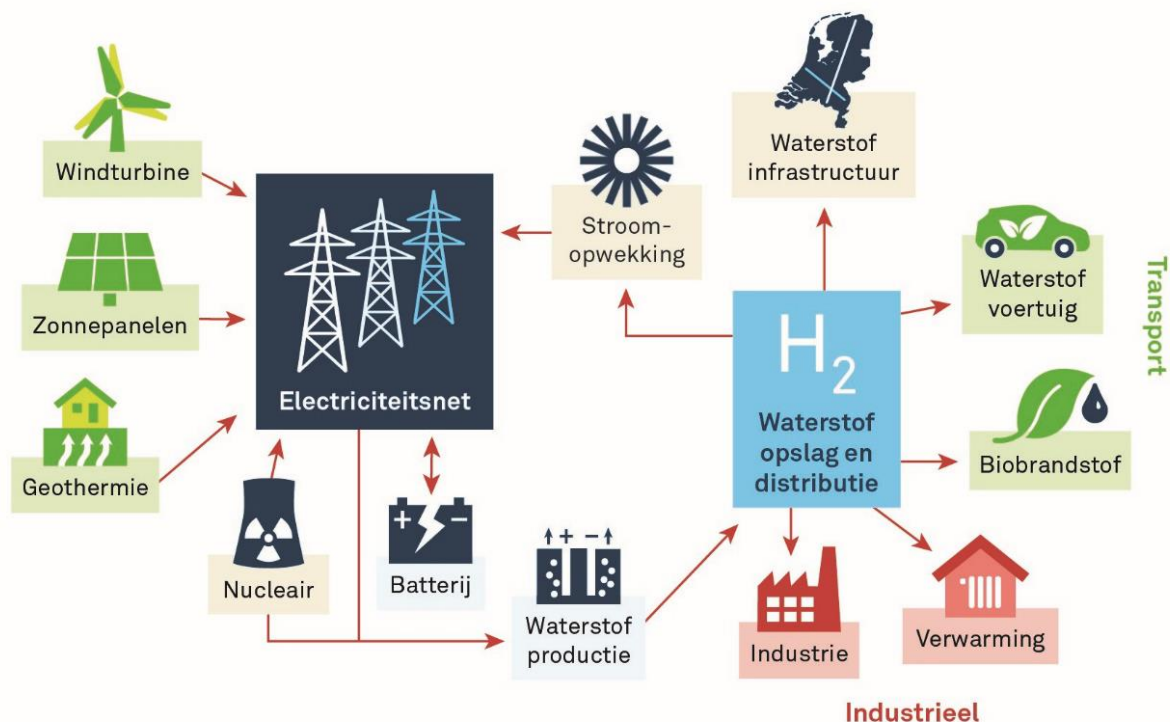 Windturbine
Zonnepanelen
Geothermie
Electriciteitsnet
Nucleair
+ −
Batterij
+ -
Waterstof
productie
Stroom-
opwekking
Waterstof
infrastructuur
H2
Waterstof
opslag en
distributie
Waterstof
voertuig
Biobrandstof
Transport
Industrie
Verwarming
Industrieel